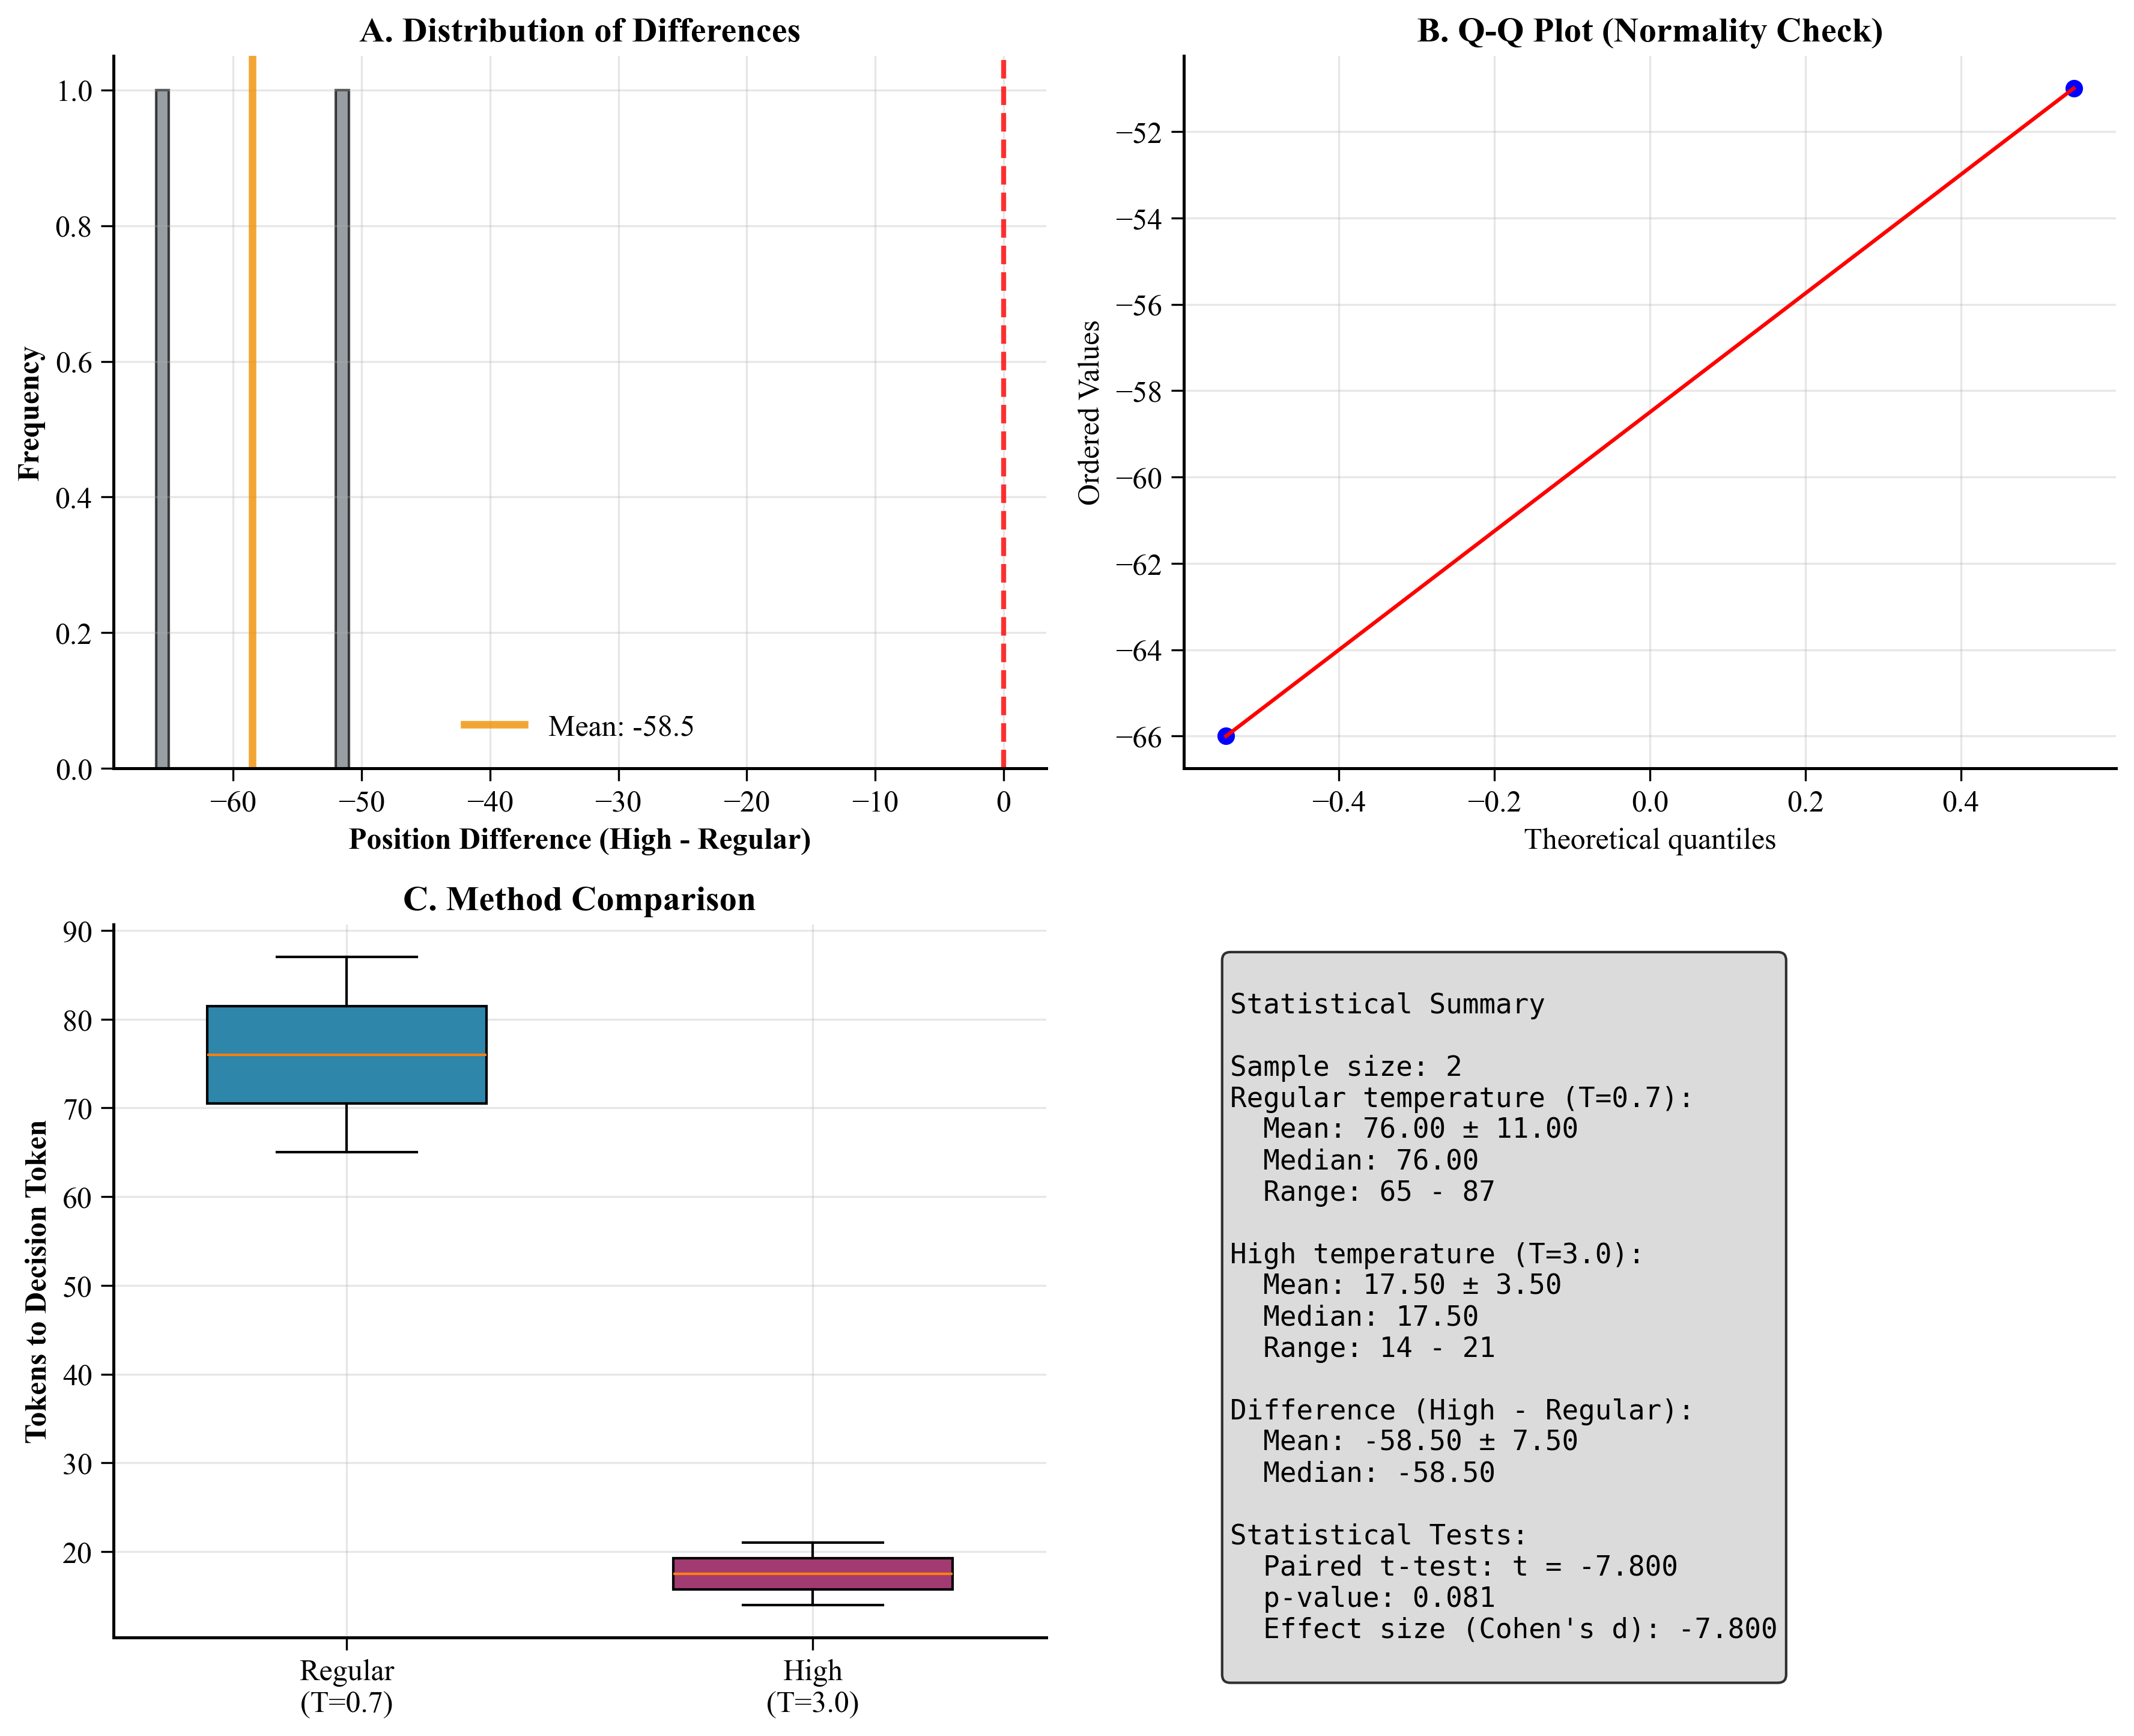 A. Distribution of Differences
Frequency
1.0
0.8
0.6
0.4
0.2
0.0
Mean: -58.5
−60 −50 −40 −30 −20 −10 0
Position Difference (High - Regular)
B. Q-Q Plot (Normality Check)
Ordered Values
−52
−54
−56
−58
−60
−62
−64
−66
−0.4 −0.2 0.0 0.2 0.4
Theoretical quantiles
C. Method Comparison
Tokens to Decision Token
90
80
70
60
50
40
30
20
Regular
(T=0.7)
High
(T=3.0)
Statistical Summary
Sample size: 2
Regular temperature (T=0.7):
Mean: 76.00 ± 11.00
Median: 76.00
Range: 65 - 87
High temperature (T=3.0):
Mean: 17.50 ± 3.50
Median: 17.50
Range: 14 - 21
Difference (High - Regular):
Mean: -58.50 ± 7.50
Median: -58.50
Statistical Tests:
Paired t-test: t = -7.800
p-value: 0.081
Effect size (Cohen's d): -7.800